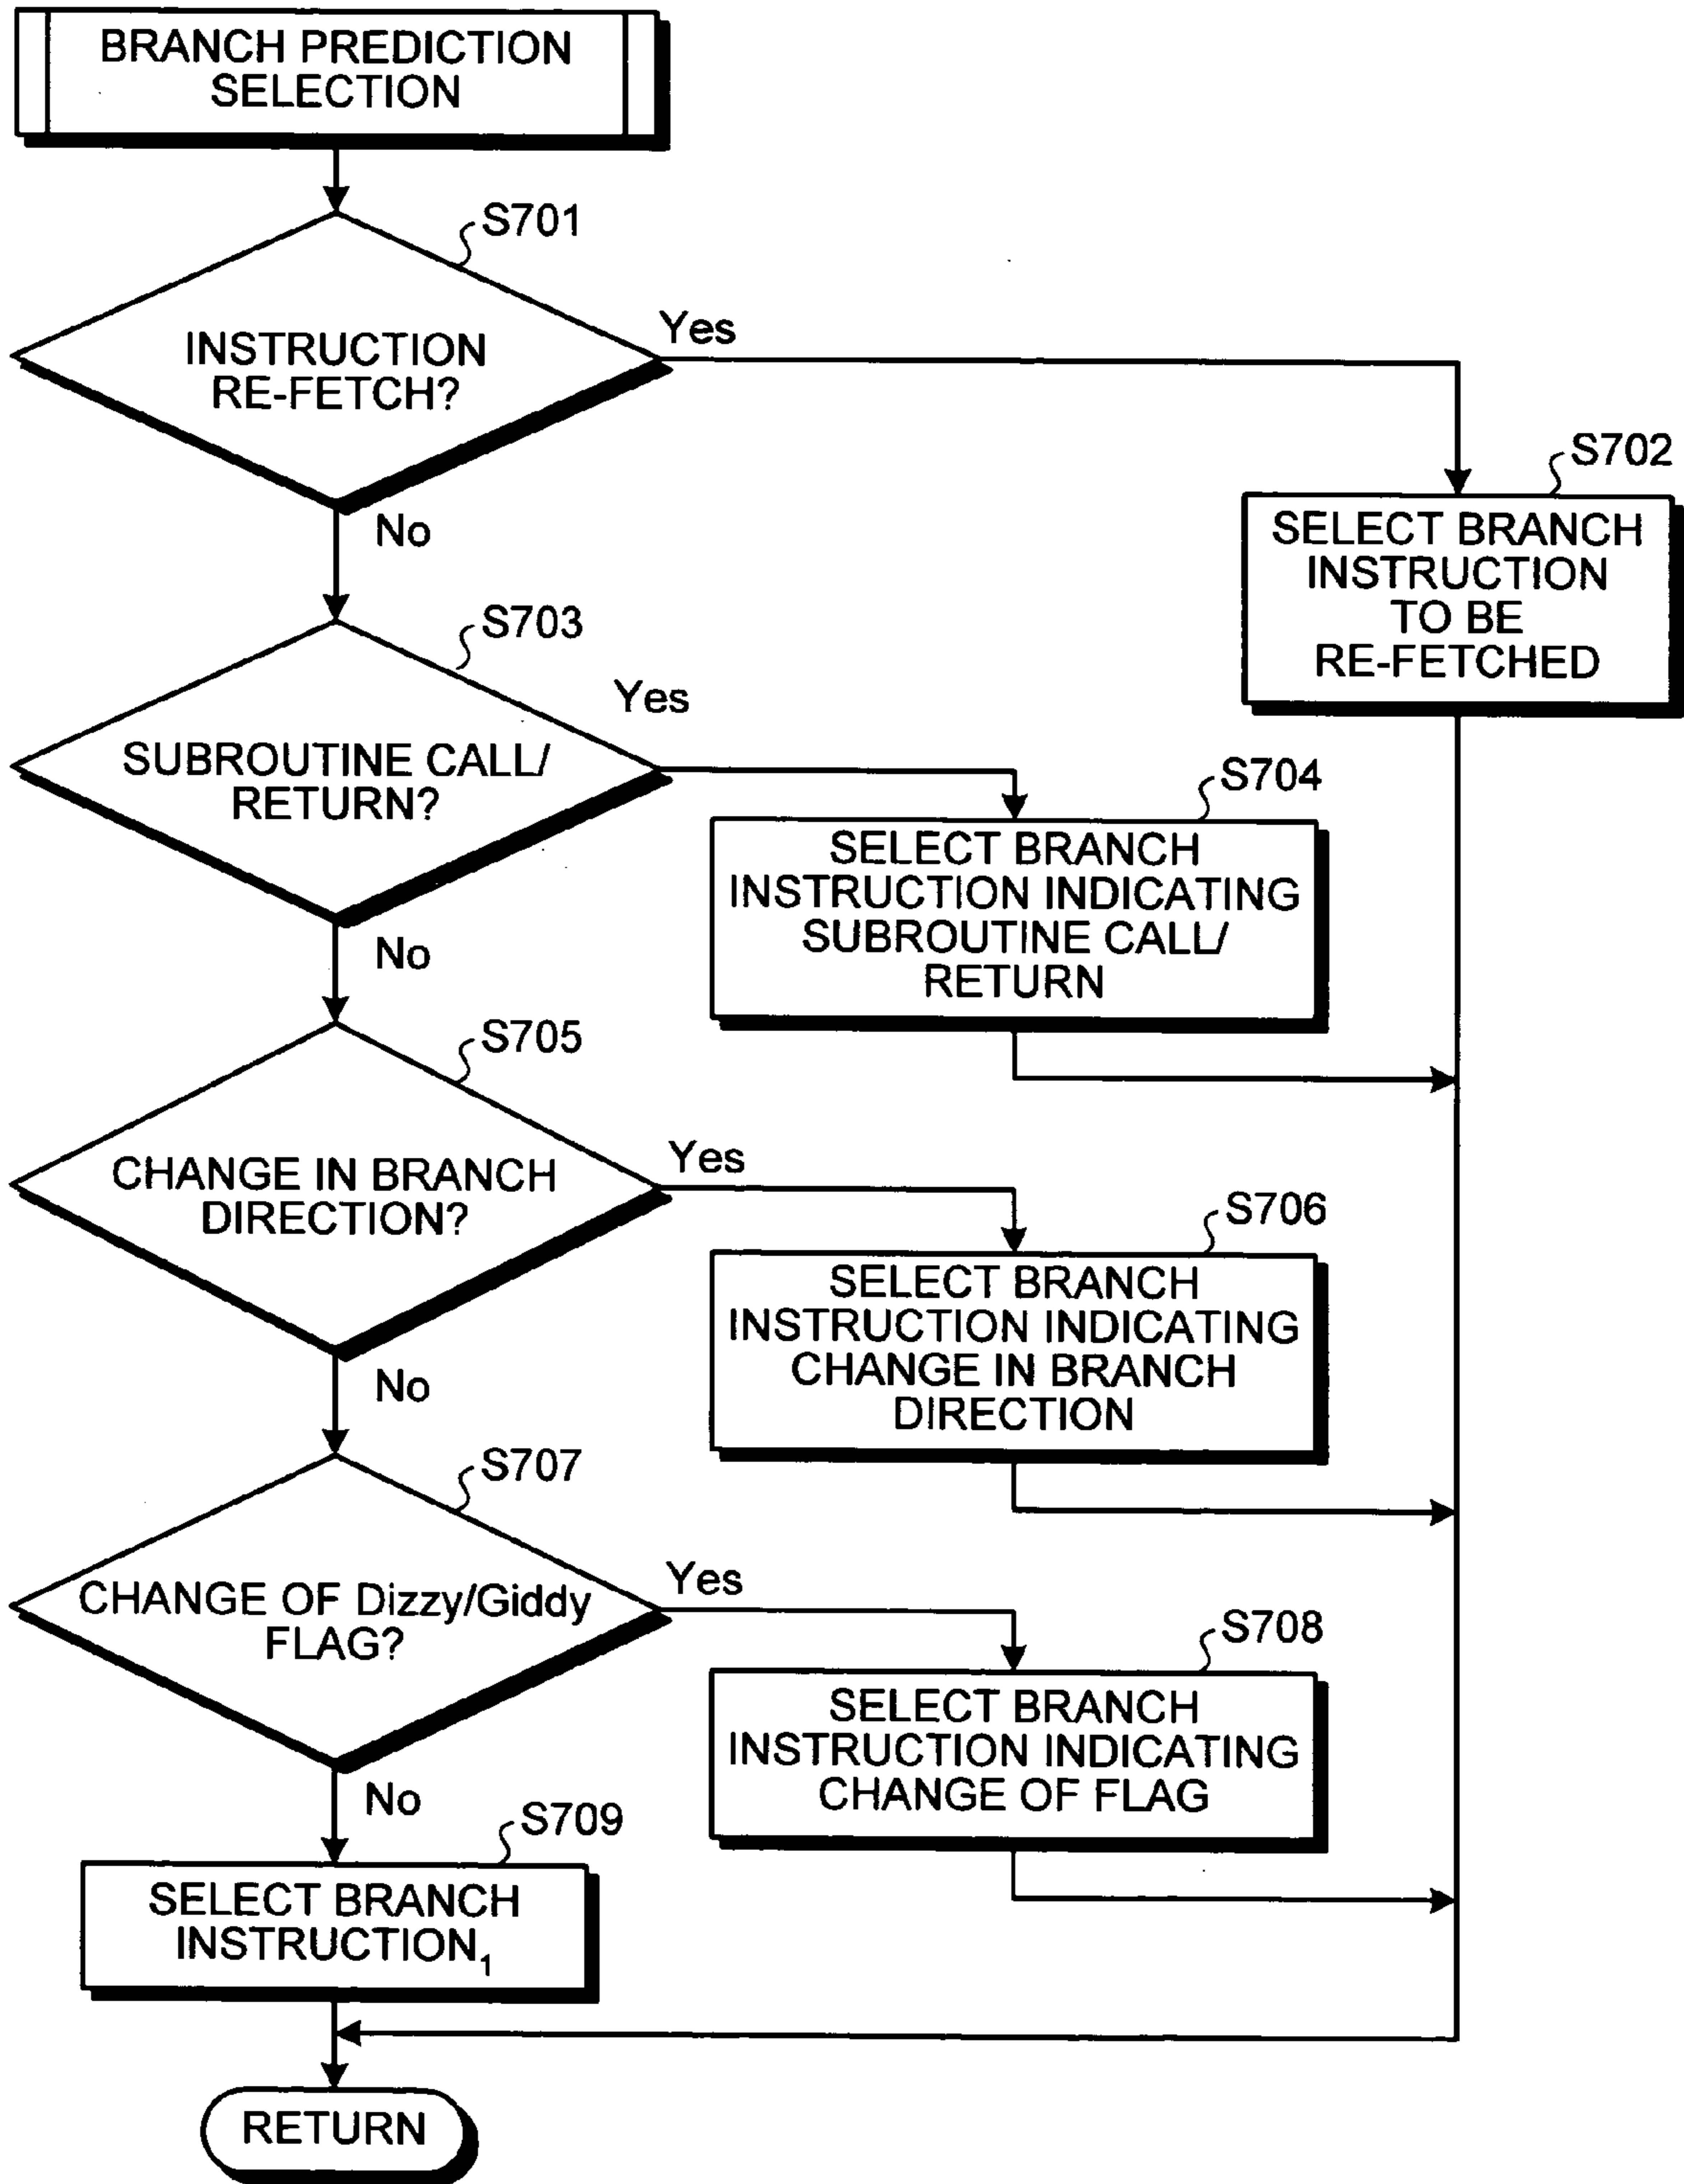 BRANCH PREDICTION
SELECTION
S701
INSTRUCTION
RE-FETCH?
Yes
No
S702
SELECT BRANCH
INSTRUCTION
TO BE
RE-FETCHED
S703
SUBROUTINE CALL/
RETURN?
Yes
No
S704
SELECT BRANCH
INSTRUCTION INDICATING
SUBROUTINE CALL/
RETURN
S705
CHANGE IN BRANCH
DIRECTION?
Yes
No
S706
SELECT BRANCH
INSTRUCTION INDICATING
CHANGE IN BRANCH
DIRECTION
S707
CHANGE OF Dizzy/Giddy
FLAG?
Yes
No
S708
SELECT BRANCH
INSTRUCTION INDICATING
CHANGE OF FLAG
S709
SELECT BRANCH
INSTRUCTION₁
RETURN